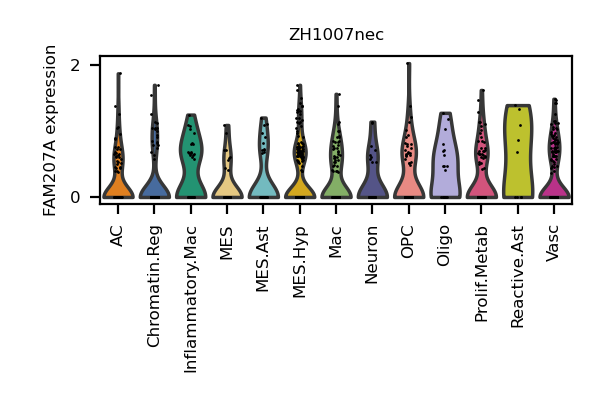 ZH1007nec
FAM207A expression
2
0
AC
Chromatin.Reg
Inflammatory.Mac
MES
MES.Ast
MES.Hyp
Mac
Neuron
OPC
Oligo
Prolif.Metab
Reactive.Ast
Vasc